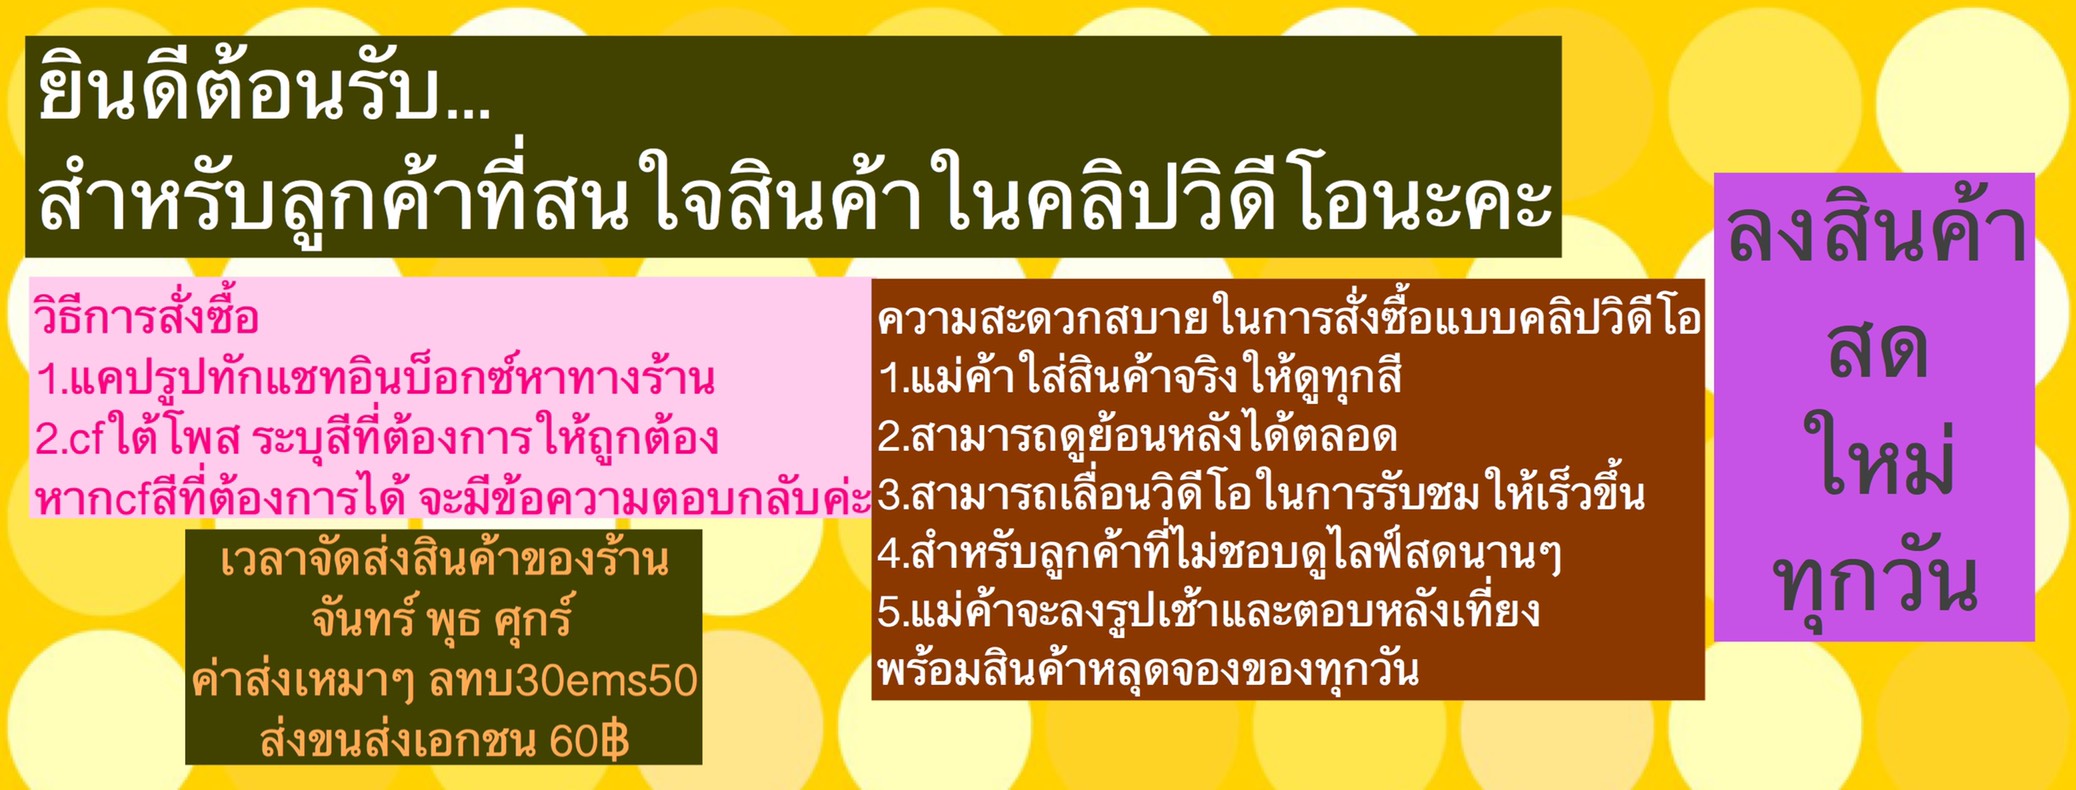 ยินดีต้อนรับ...
สำหรับลูกค้าที่สนใจสินค้าในคลิปวิดีโอนะคะ
วิธีการสั่งซื้อ
1.แคปรูปทักแชทอินบ็อกซ์หาทางร้าน
2.cfใต้โพส ระบุสีที่ต้องการให้ถูกต้อง
หากcfสีที่ต้องการได้ จะมีข้อความตอบกลับค่ะ
เวลาจัดส่งสินค้าของร้าน
จันทร์ พุธ ศุกร์
ค่าส่งเหมาๆ ลทบ30ems50
ส่งขนส่งเอกชน 60฿
ความสะดวกสบายในการสั่งซื้อแบบคลิปวิดีโอ
1.แม่ค้าใส่สินค้าจริงให้ดูทุกสี
2.สามารถดูย้อนหลังได้ตลอด
3.สามารถเลื่อนวิดีโอในการรับชมให้เร็วขึ้น
4.สำหรับลูกค้าที่ไม่ชอบดูไลฟ์สดนานๆ
5.แม่ค้าจะลงรูปเช้าและตอบหลังเที่ยง
พร้อมสินค้าหลุดจองของทุกวัน
ลงสินค้า
สด
ใหม่
ทุกวัน